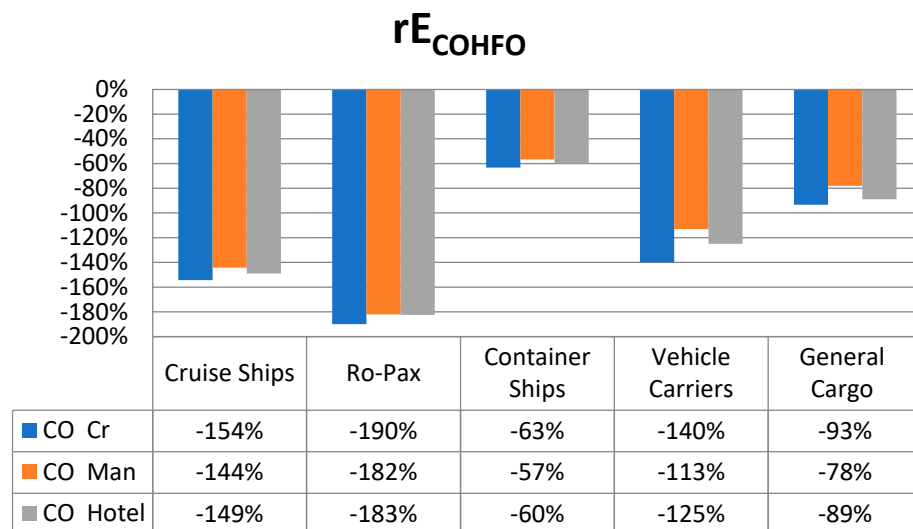 rE_COHFO
0%
-20%
-40%
-60%
-80%
-100%
-120%
-140%
-160%
-180%
-200%
Cruise Ships Ro-Pax Container Ships Vehicle Carriers General Cargo
CO Cr -154% -190% -63% -140% -93%
CO Man -144% -182% -57% -113% -78%
CO Hotel -149% -183% -60% -125% -89%